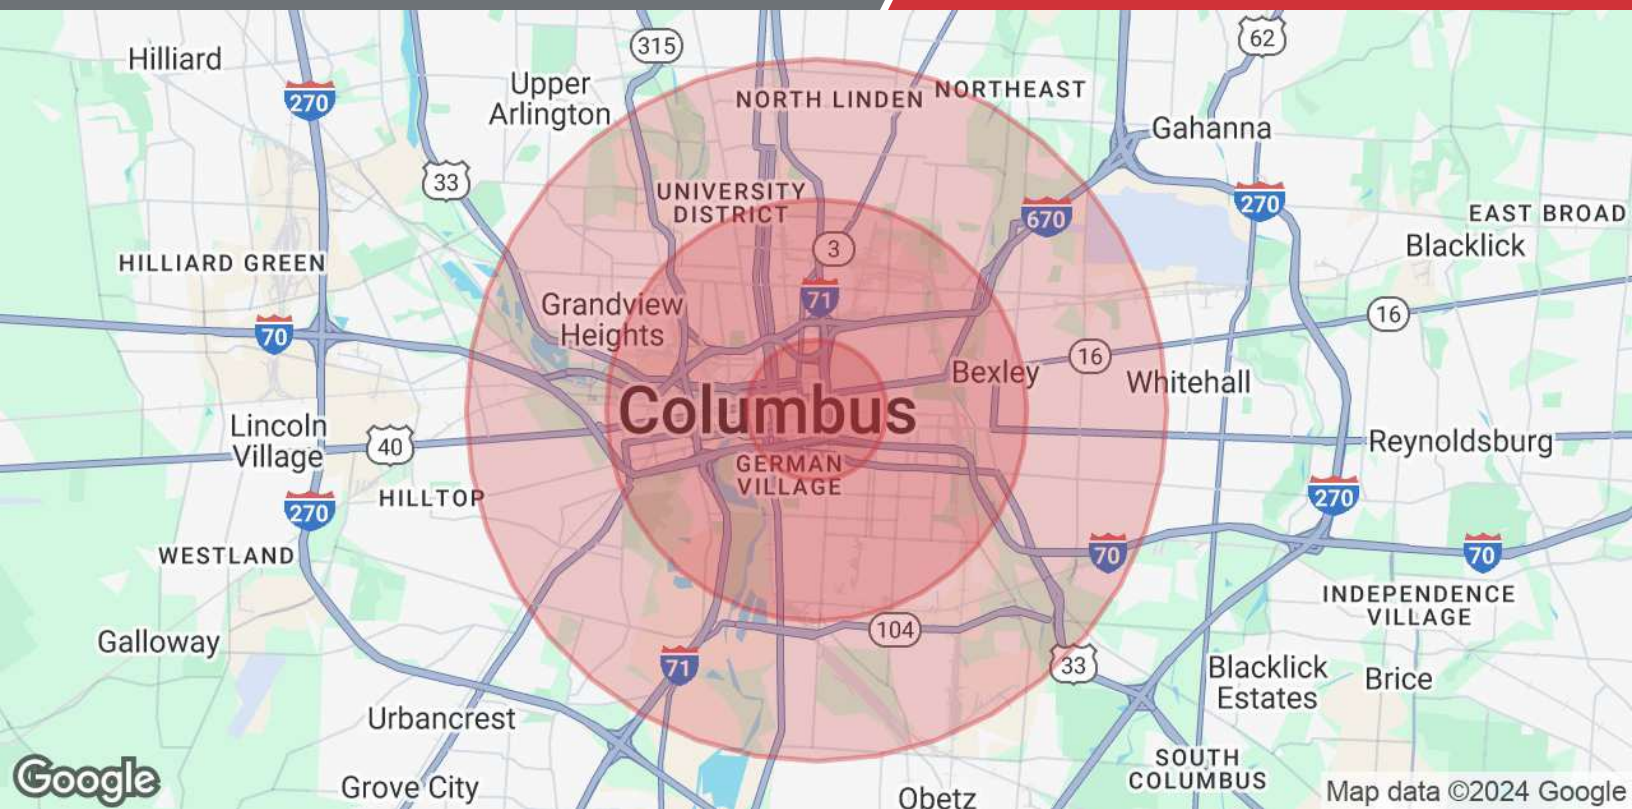 Hilliard
315
62
270
Upper
Arlington
NORTH LINDEN
NORTHEAST
Gahanna
33
UNIVERSITY
DISTRICT
670
270
EAST BROAD
Blacklick
3
HILLIARD GREEN
71
Grandview
Heights
70
16
16
Bexley
Whitehall
Columbus
Lincoln
Village
40
Reynoldsburg
GERMAN
VILLAGE
HILLTOP
270
270
WESTLAND
70
70
INDEPENDENCE
VILLAGE
Galloway
104
71
33
Blacklick
Estates
Brice
Urbancrest
SOUTH
COLUMBUS
Google
Grove City
Obetz
Map data ©2024 Google